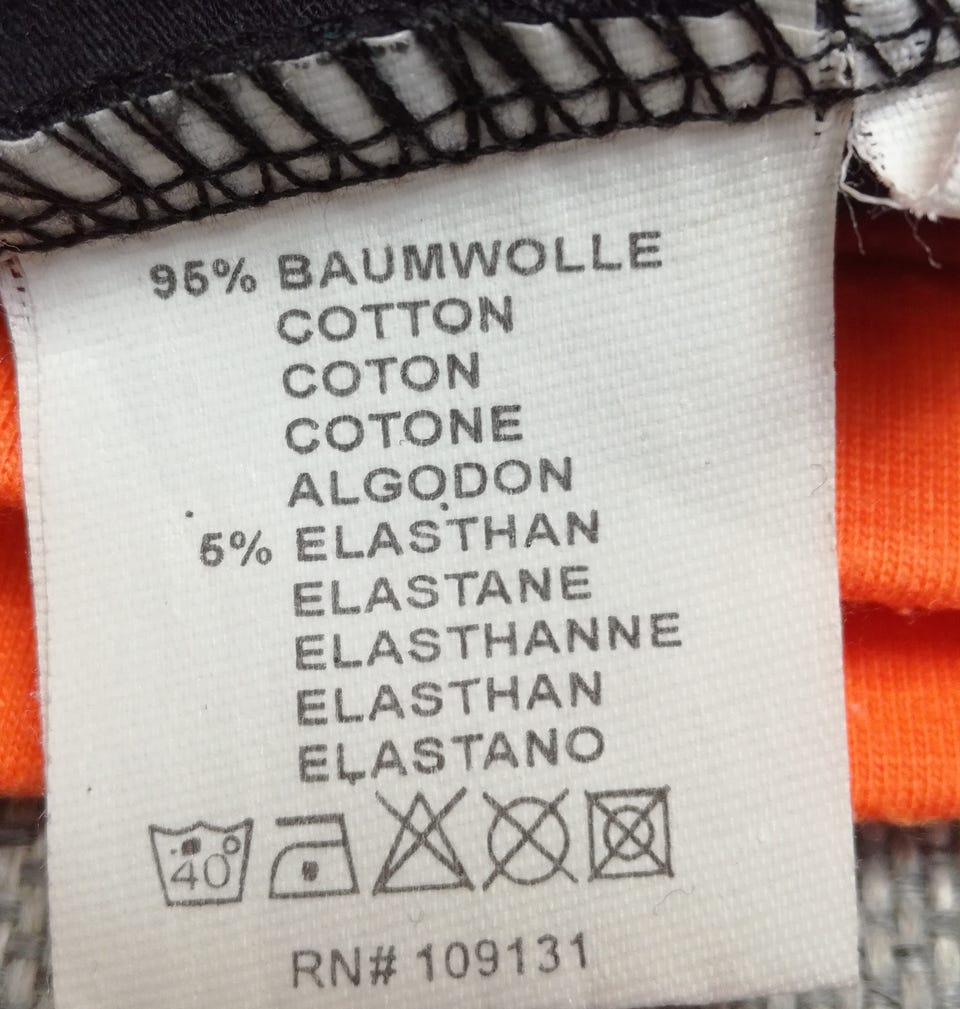 95% BAUMWOLLE
COTTON
COTON
COTONE
ALGODON
5% ELASTHAN
ELASTANE
ELASTHANNE
ELASTHAN
ELASTANO
40°
RN# 109131